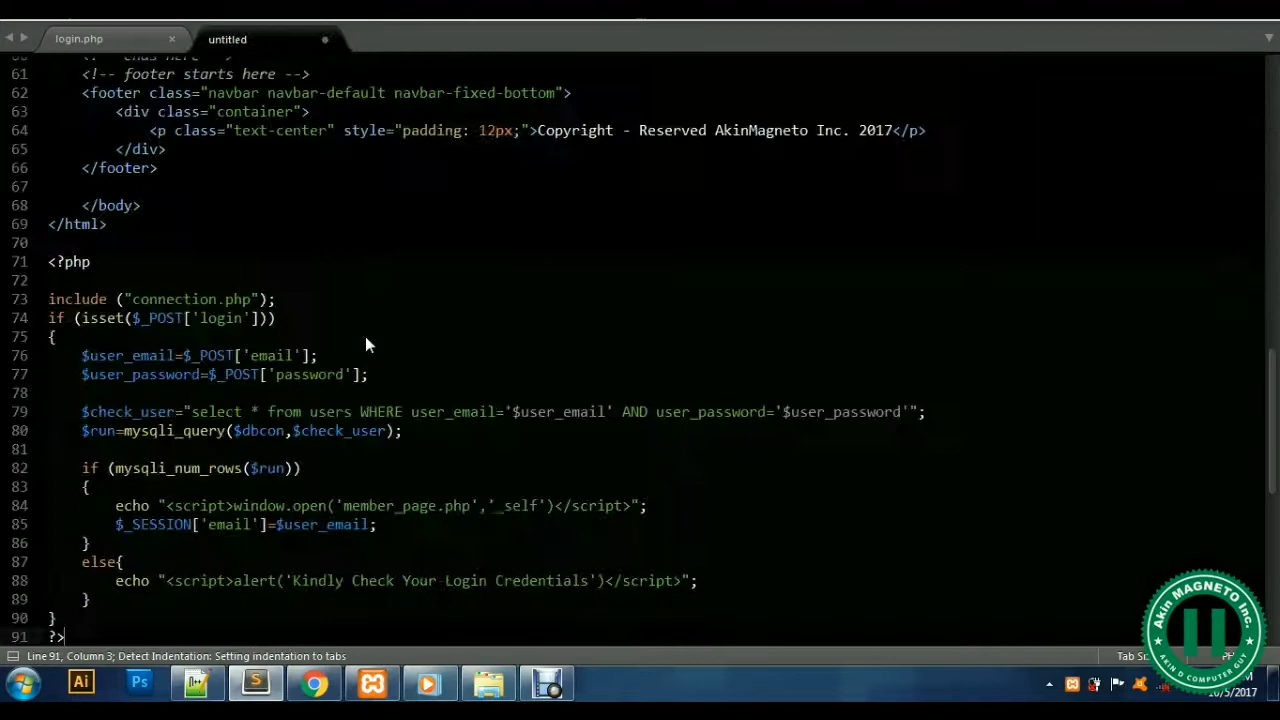 login.php × untitled
61 <!-- footer starts here -->
62 <footer class="navbar navbar-default navbar-fixed-bottom">
63 <div class="container">
64 <p class="text-center" style="padding: 12px;">Copyright - Reserved AkinMagneto Inc. 2017</p>
65 </div>
66 </footer>
67
68 </body>
69 </html>
70
71 <?php
72
73 include ("connection.php");
74 if (isset($_POST['login']))
75 {
76 $user_email=$_POST['email'];
77 $user_password=$_POST['password'];
78
79 $check_user="select * from users WHERE user_email='$user_email' AND user_password='$user_password'";
80 $run=mysqli_query($dbcon,$check_user);
81
82 if (mysqli_num_rows($run))
83 {
84 echo "<script>window.open('member_page.php','_self')</script>";
85 $_SESSION['email']=$user_email;
86 }
87 else{
88 echo "<script>alert('Kindly Check Your Login Credentials')</script>";
89 }
90 }
91 ?>
Line 91, Column 3; Detect Indentation: Setting indentation to tabs
Ai Ps S
Akin MAGNETO Inc.
AKIN D COMPUTER GUY
10/5/2017